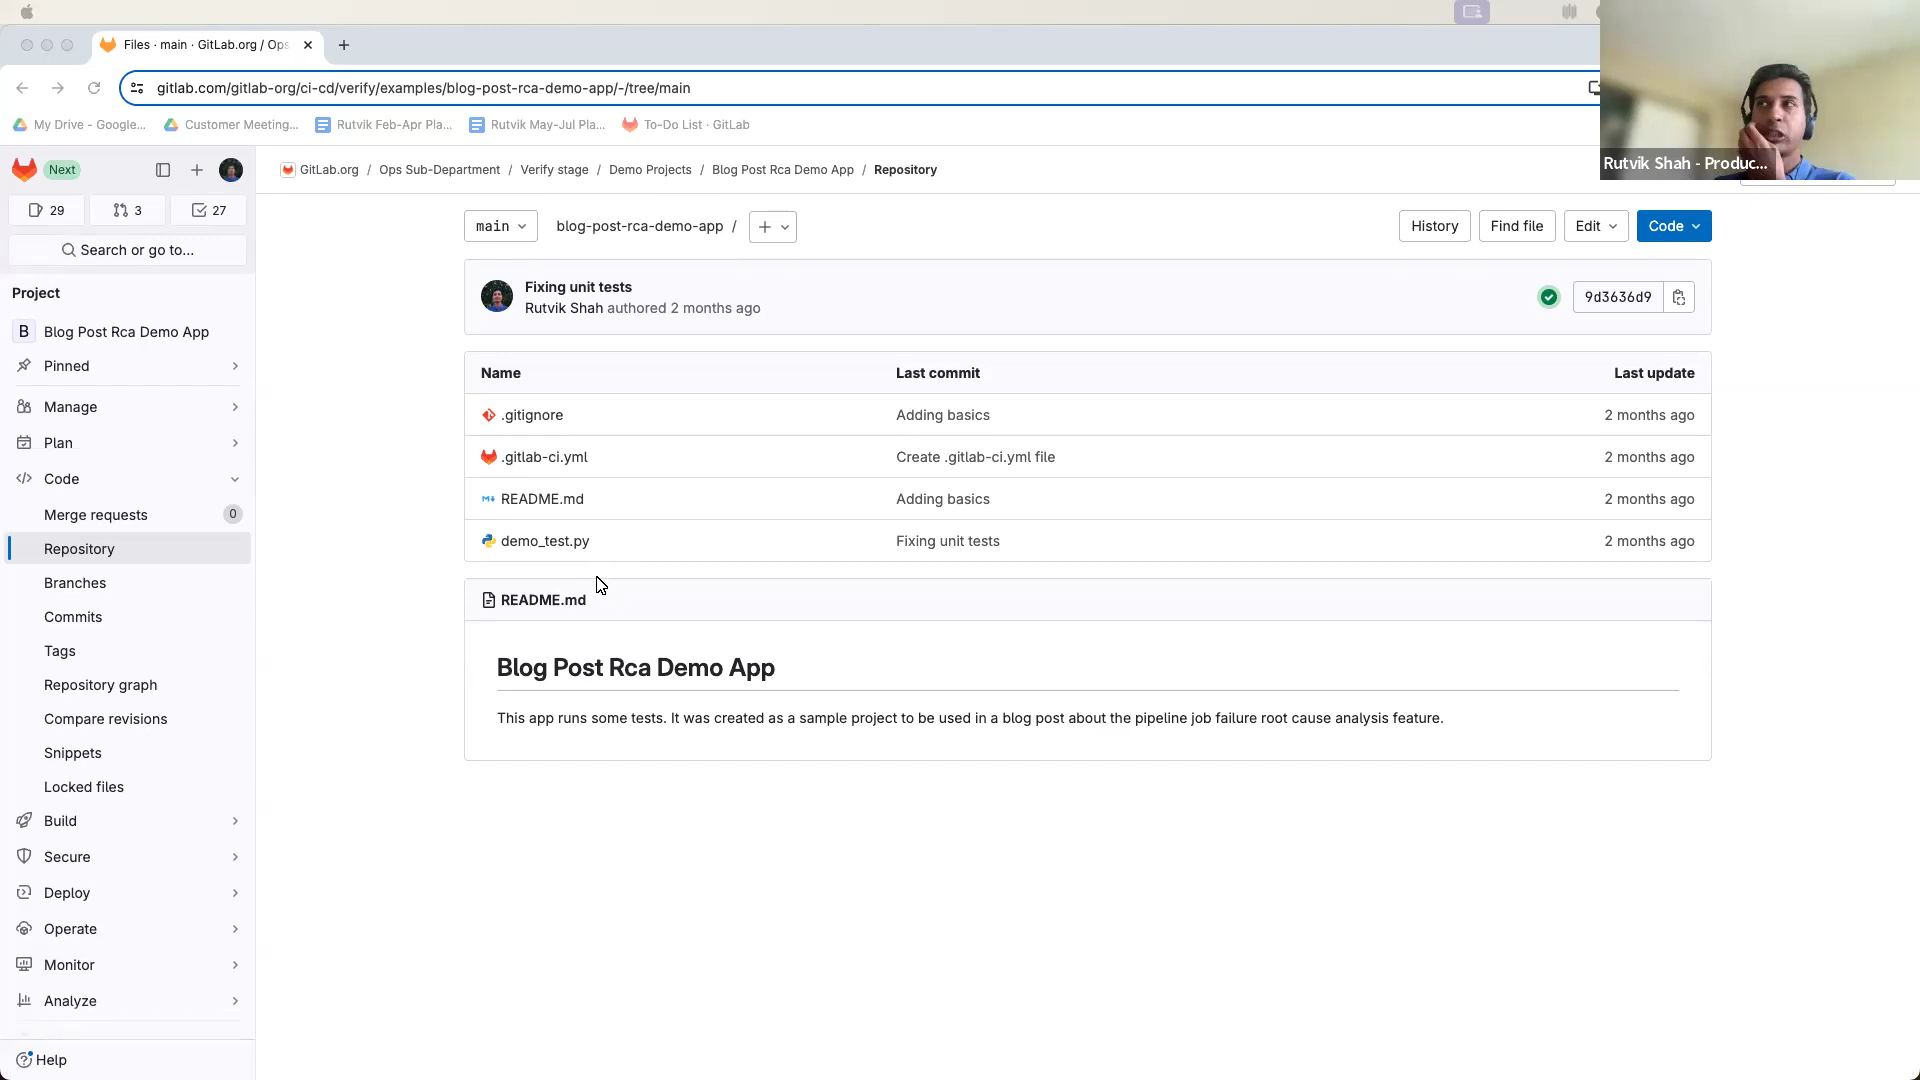 Files · main · GitLab.org / Ops
gitlab.com/gitlab-org/ci-cd/verify/examples/blog-post-rca-demo-app/-/tree/main
My Drive - Google...
Customer Meeting...
Rutvik Feb-Apr Pla...
Rutvik May-Jul Pla...
To-Do List · GitLab
Rutvik Shah - Produc...
Next
29
3
27
Search or go to...
Project
B Blog Post Rca Demo App
Pinned
Manage
Plan
Code
Merge requests 0
Repository
Branches
Commits
Tags
Repository graph
Compare revisions
Snippets
Locked files
Build
Secure
Deploy
Operate
Monitor
Analyze
Help
GitLab.org / Ops Sub-Department / Verify stage / Demo Projects / Blog Post Rca Demo App / Repository
main
blog-post-rca-demo-app /
History
Find file
Edit
Code
Fixing unit tests
Rutvik Shah authored 2 months ago
9d3636d9
Name Last commit Last update
.gitignore Adding basics 2 months ago
.gitlab-ci.yml Create .gitlab-ci.yml file 2 months ago
README.md Adding basics 2 months ago
demo_test.py Fixing unit tests 2 months ago
README.md
Blog Post Rca Demo App
This app runs some tests. It was created as a sample project to be used in a blog post about the pipeline job failure root cause analysis feature.